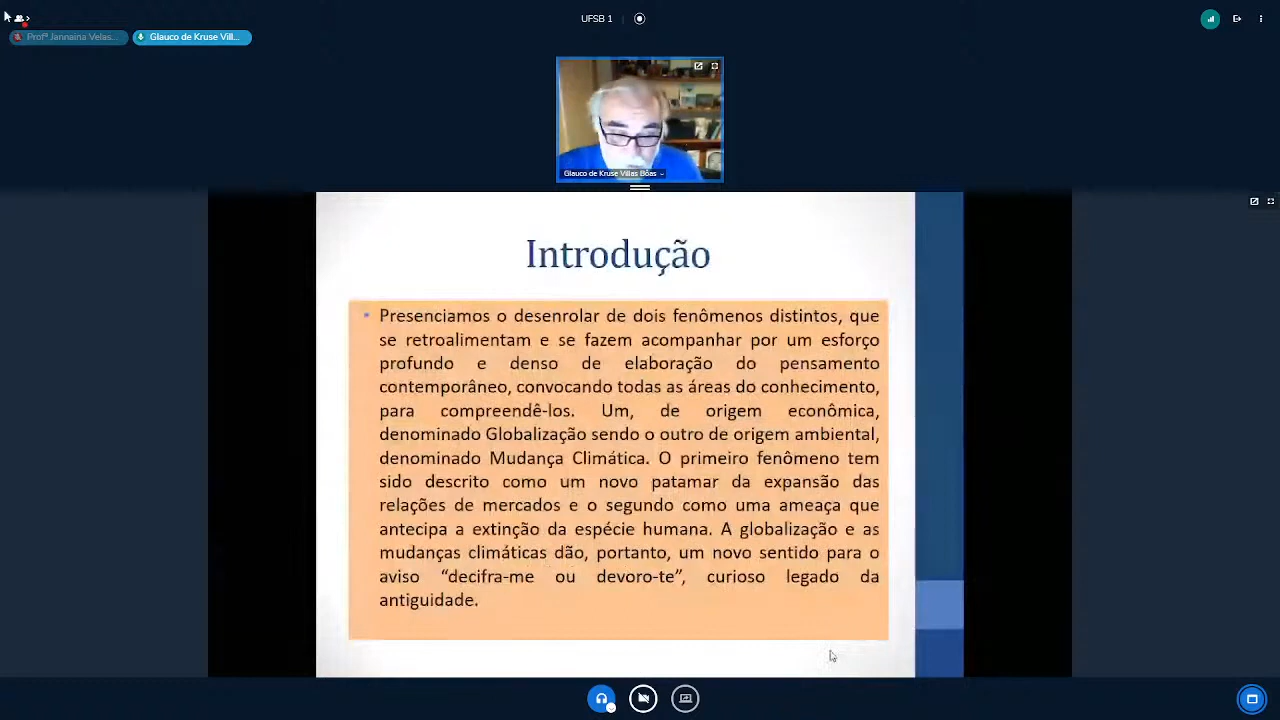 UFSB 1
Profª Jannaina Velas...
Glauco de Kruse Vill...
Glauco de Kruse Villas Bôas
Introdução
Presenciamos o desenrolar de dois fenômenos distintos, que
se retroalimentam e se fazem acompanhar por um esforço
profundo e denso de elaboração do pensamento
contemporâneo, convocando todas as áreas do conhecimento,
para compreendê-los. Um, de origem econômica,
denominado Globalização sendo o outro de origem ambiental,
denominado Mudança Climática. O primeiro fenômeno tem
sido descrito como um novo patamar da expansão das
relações de mercados e o segundo como uma ameaça que
antecipa a extinção da espécie humana. A globalização e as
mudanças climáticas dão, portanto, um novo sentido para o
aviso “decifra-me ou devoro-te”, curioso legado da
antiguidade.